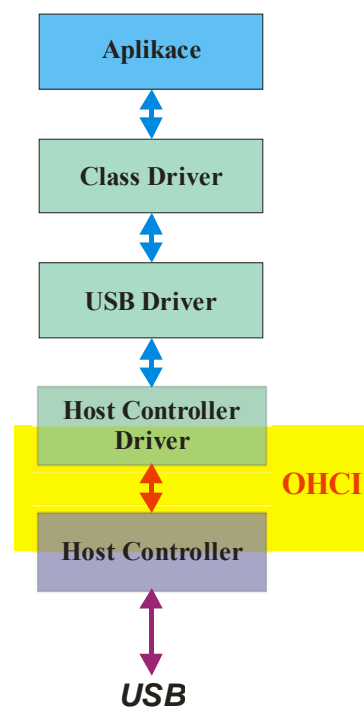 Aplikace
Class Driver
USB Driver
Host Controller
Driver
OHCI
Host Controller
USB